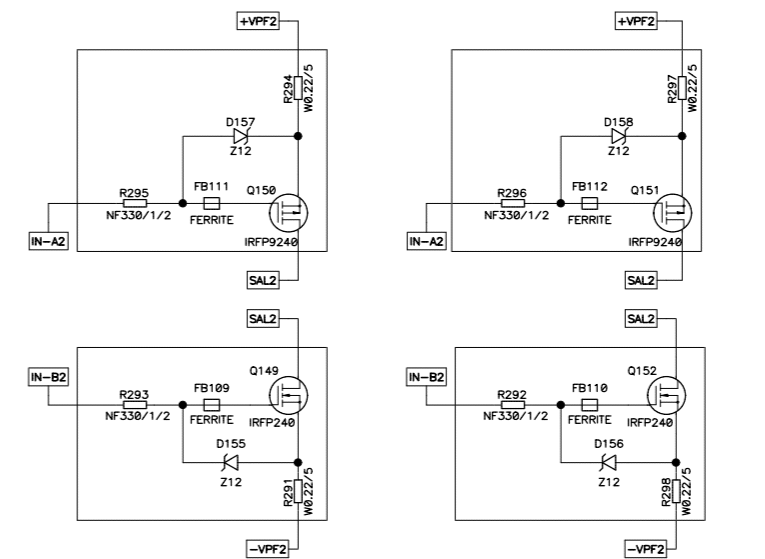 +VPF2
R294
W0.22/5
D157
Z12
R295
NF330/1/2
FB111
FERRITE
Q150
IRFP9240
IN-A2
SAL2
+VPF2
R297
W0.22/5
D158
Z12
R296
NF330/1/2
FB112
FERRITE
Q151
IRFP9240
IN-A2
SAL2
SAL2
IN-B2
R293
NF330/1/2
FB109
FERRITE
Q149
IRFP240
D155
Z12
R291
W0.22/5
-VPF2
SAL2
IN-B2
R292
NF330/1/2
FB110
FERRITE
Q152
IRFP240
D156
Z12
R298
W0.22/5
-VPF2